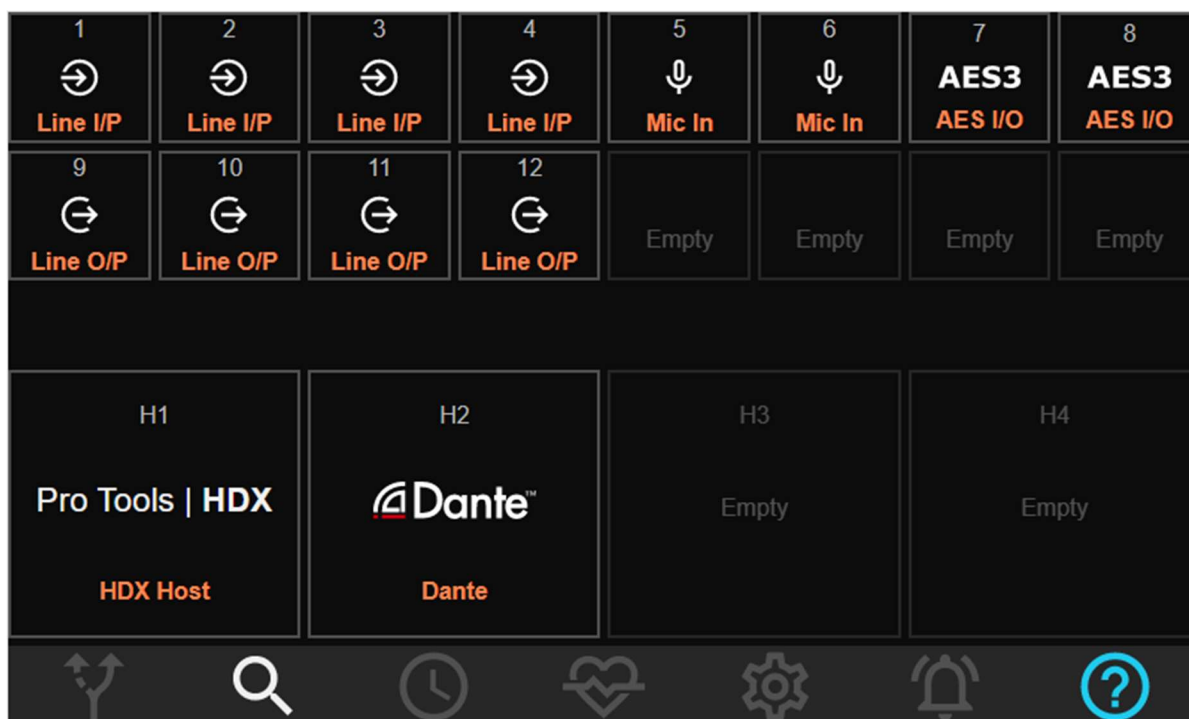 1 2 3 4 5 6 7 8
AES3 AES3
Line I/P Line I/P Line I/P Line I/P Mic In Mic In AES I/O AES I/O
9 10 11 12
Empty Empty Empty Empty
Line O/P Line O/P Line O/P Line O/P
H1 H2 H3 H4
Pro Tools | HDX Dante™ Empty Empty
HDX Host Dante
?